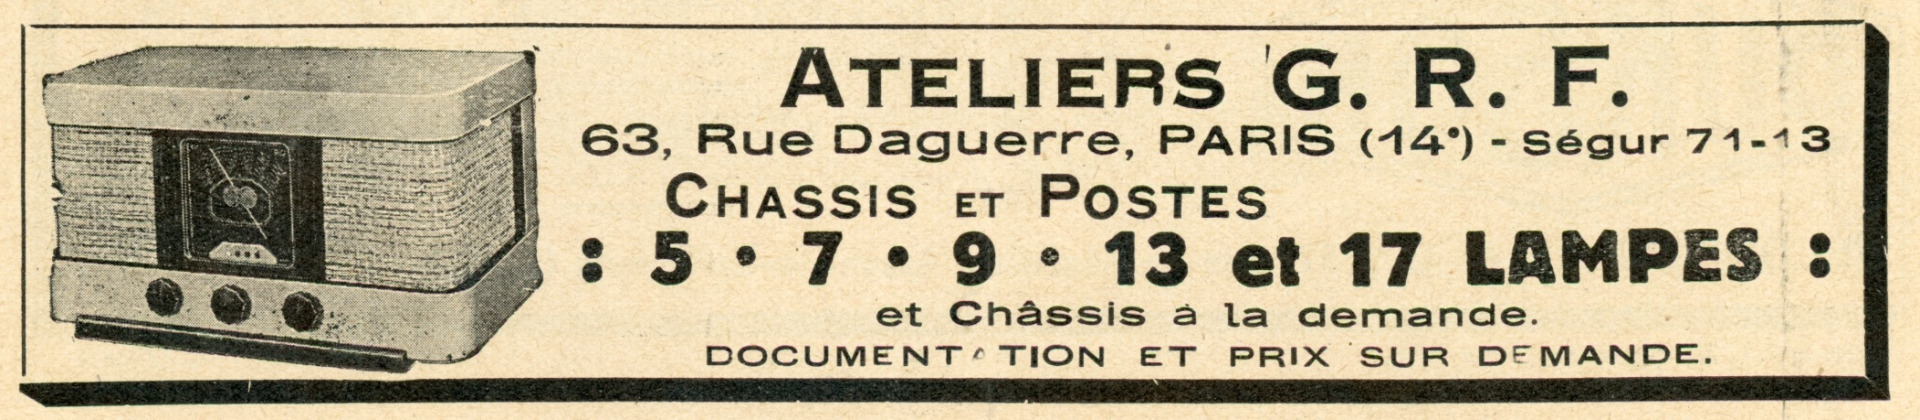 ATELIERS G. R. F.
63, Rue Daguerre, PARIS (14e) - Ségur 71-13
CHASSIS ET POSTES
: 5 • 7 • 9 • 13 et 17 LAMPES :
et Châssis à la demande.
DOCUMENTATION ET PRIX SUR DEMANDE.